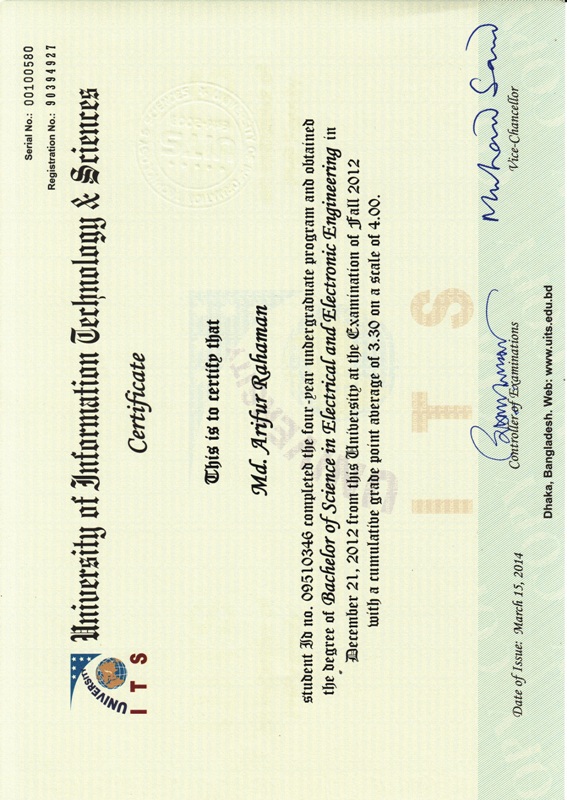 Serial No.: 00100580
Registration No.: 90394927
UNIVERSITY
ITS
University of Information Technology & Sciences
Certificate
This is to certify that
Md. Arifur Rahaman
student Id no. 09510346 completed the four-year undergraduate program and obtained
the degree of Bachelor of Science in Electrical and Electronic Engineering in
December 21, 2012 from this University at the Examination of Fall 2012
with a cumulative grade point average of 3.30 on a scale of 4.00.
UNIVERSITY
ITS
Date of Issue: March 15, 2014
Controller of Examinations
Vice-Chancellor
Dhaka, Bangladesh. Web: www.uits.edu.bd